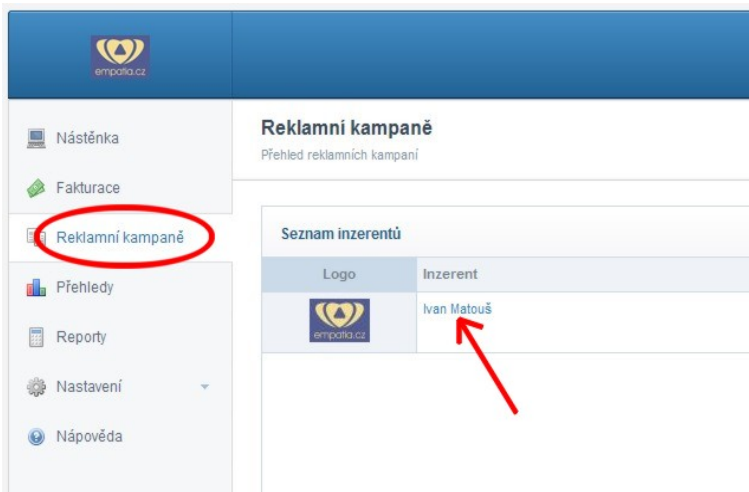 empatia.cz
Nástěnka
Fakturace
Reklamní kampaně
Přehledy
Reporty
Nastavení
Nápověda
Reklamní kampaně
Přehled reklamních kampaní
Seznam inzerentů
Logo Inzerent
empatia.cz Ivan Matouš